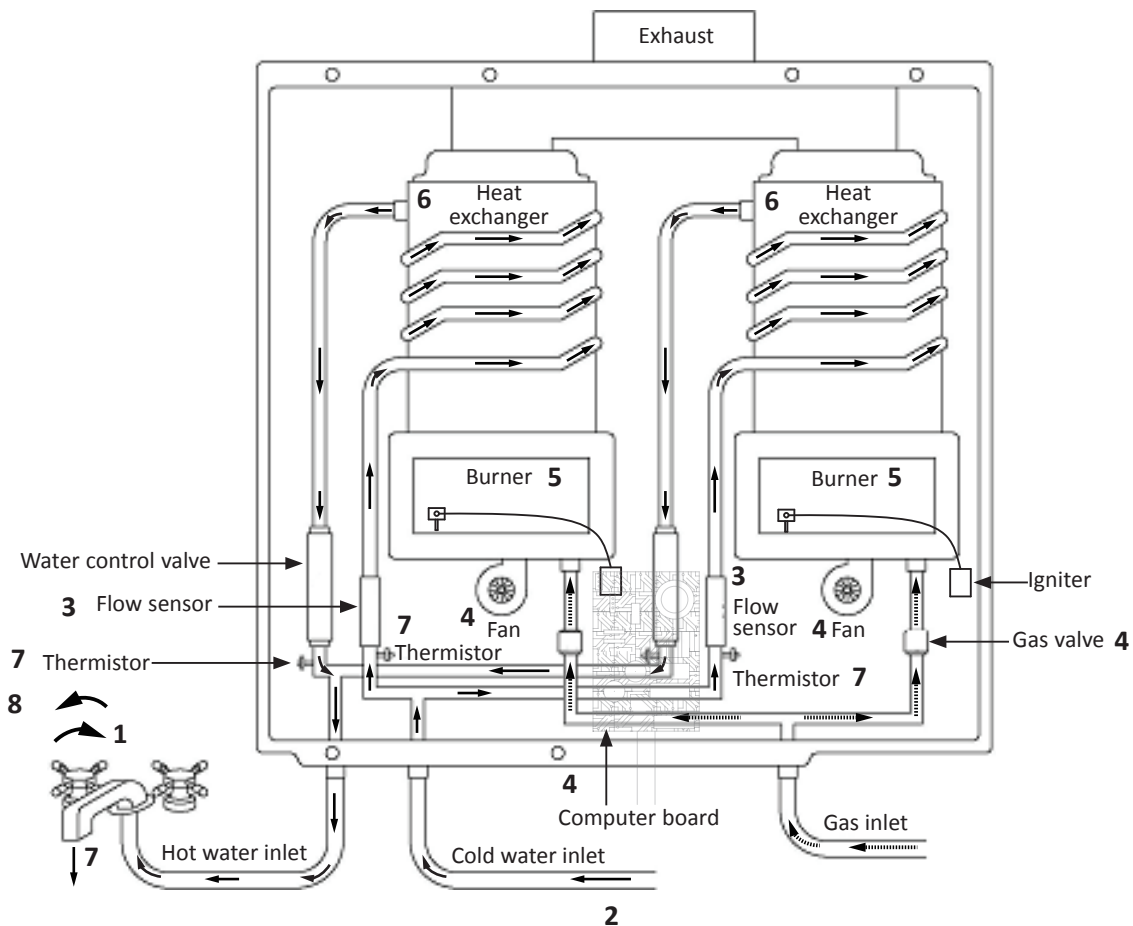 Exhaust
6 Heat exchanger
6 Heat exchanger
Burner 5
Burner 5
Water control valve
3 Flow sensor
4 Fan
3
Flow
sensor
4 Fan
Igniter
Gas valve 4
7 Thermistor
7
Thermistor
Thermistor 7
8
1
4
Computer board
7
Hot water inlet
Cold water inlet
Gas inlet
2